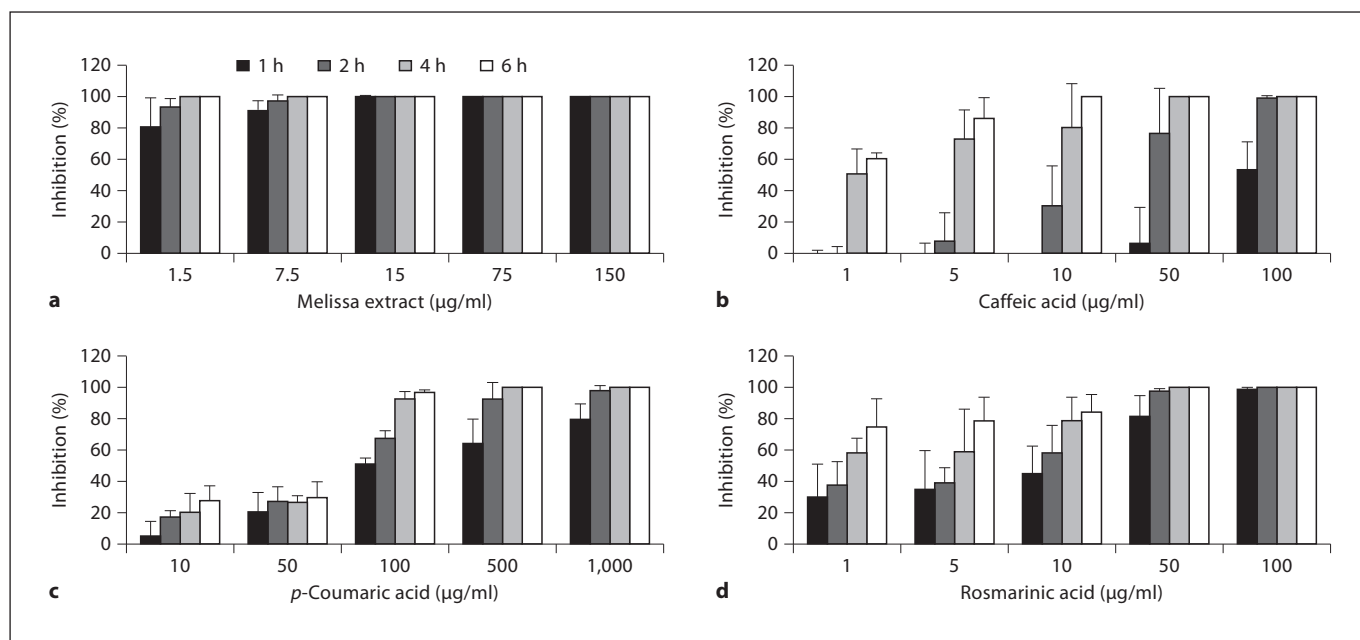 1 h 2 h 4 h 6 h
120
100
80
60
40
20
0
Inhibition (%)
1.5 7.5 15 75 150
Melissa extract (μg/ml)
a
120
100
80
60
40
20
0
Inhibition (%)
1 5 10 50 100
Caffeic acid (μg/ml)
b
120
100
80
60
40
20
0
Inhibition (%)
10 50 100 500 1,000
p-Coumaric acid (μg/ml)
c
120
100
80
60
40
20
0
Inhibition (%)
1 5 10 50 100
Rosmarinic acid (μg/ml)
d